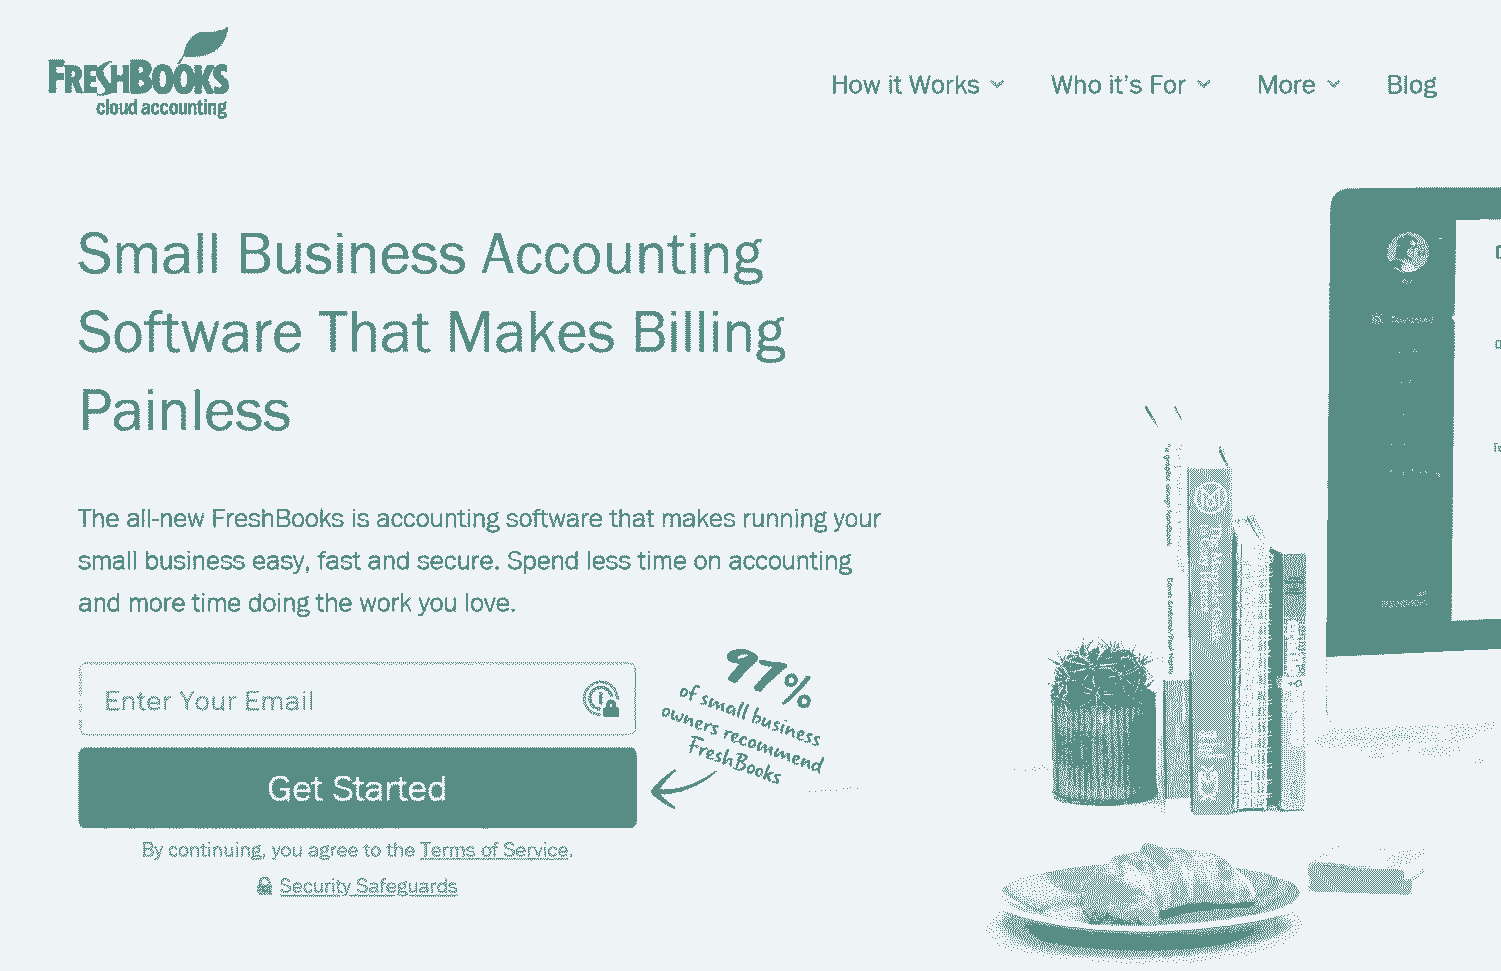 FRESHBOOKS
cloud accounting
How it Works
Who it's For
More
Blog
Small Business Accounting
Software That Makes Billing
Painless
The all-new FreshBooks is accounting software that makes running your
small business easy, fast and secure. Spend less time on accounting
and more time doing the work you love.
Enter Your Email
Get Started
By continuing, you agree to the Terms of Service.
Security Safeguards
97%
of small business
owners recommend
FreshBooks